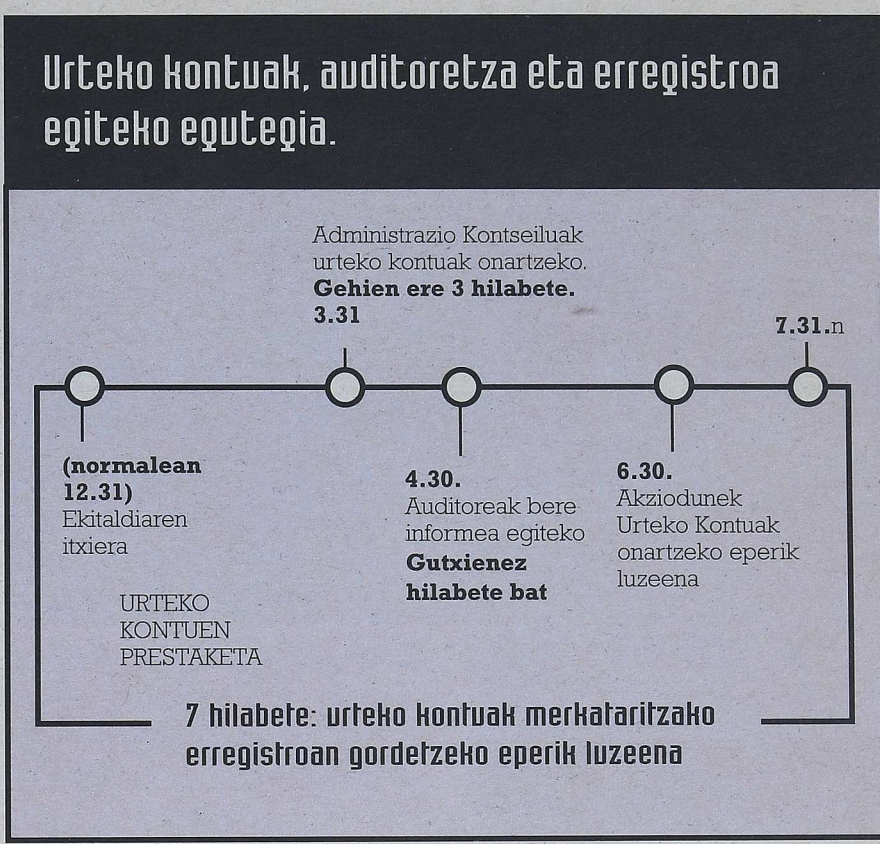 Urteko kontuak, auditoretza eta erregistroa
egiteko egutegia.
Administrazio Kontseiluak
urteko kontuak onartzeko.
Gehien ere 3 hilabete.
3.31
7.31.n
(normalean
12.31)
Ekitaldiaren
itxiera
4.30.
Auditoreak bere
informea egiteko
Gutxienez
hilabete bat
6.30.
Akziodunek
Urteko Kontuak
onartzeko eperik
luzeena
URTEKO
KONTUEN
PRESTAKETA
7 hilabete: urteko kontuak merkataritzako
erregistroan gordetzeko eperik luzeena